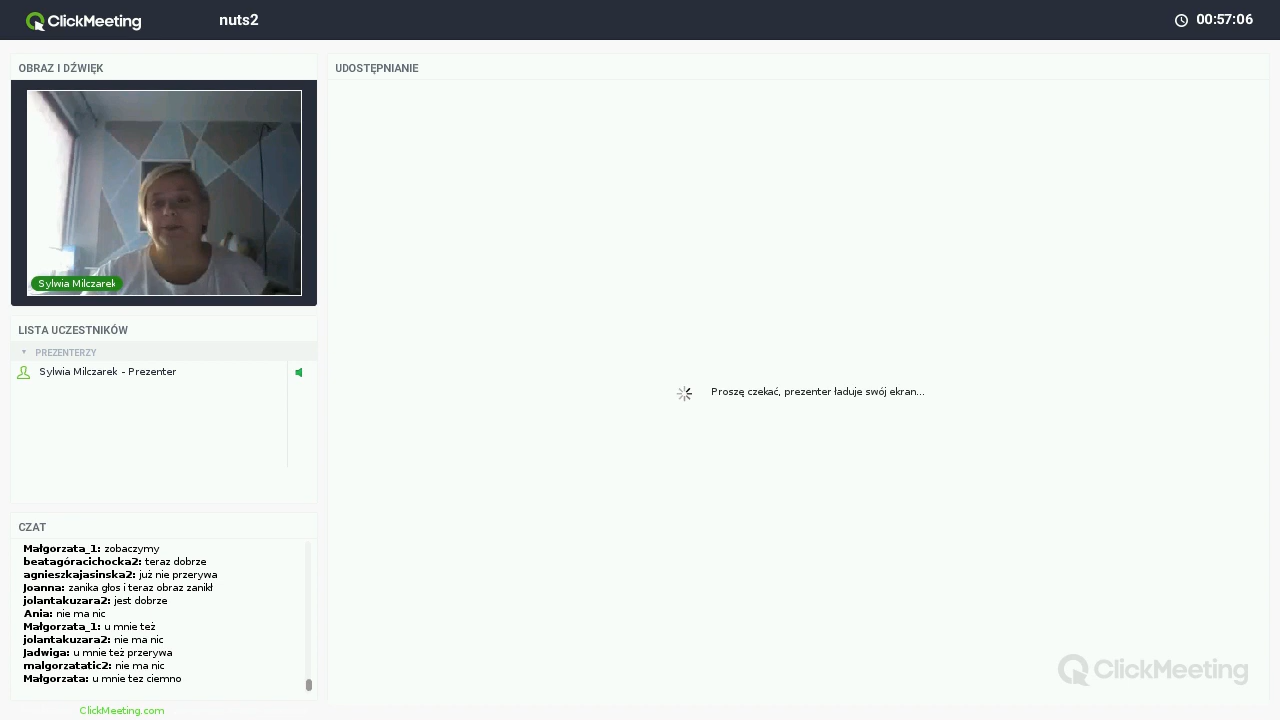 ClickMeeting
nuts2
00:57:06
OBRAZ I DŹWIĘK
Sylwia Milczarek
LISTA UCZESTNIKÓW
PREZENTERZY
Sylwia Milczarek - Prezenter
CZAT
Małgorzata_1: zobaczymy
beatagóracichocka2: teraz dobrze
agnieszkajasinska2: już nie przerywa
Joanna: zanika głos i teraz obraz zanikł
jolantakuzara2: jest dobrze
Ania: nie ma nic
Małgorzata_1: u mnie też
jolantakuzara2: nie ma nic
Jadwiga: u mnie też przerywa
malgorzatatic2: nie ma nic
Małgorzata: u mnie tez ciemno
ClickMeeting.com
UDOSTĘPNIANIE
Proszę czekać, prezenter ładuje swój ekran...
ClickMeeting